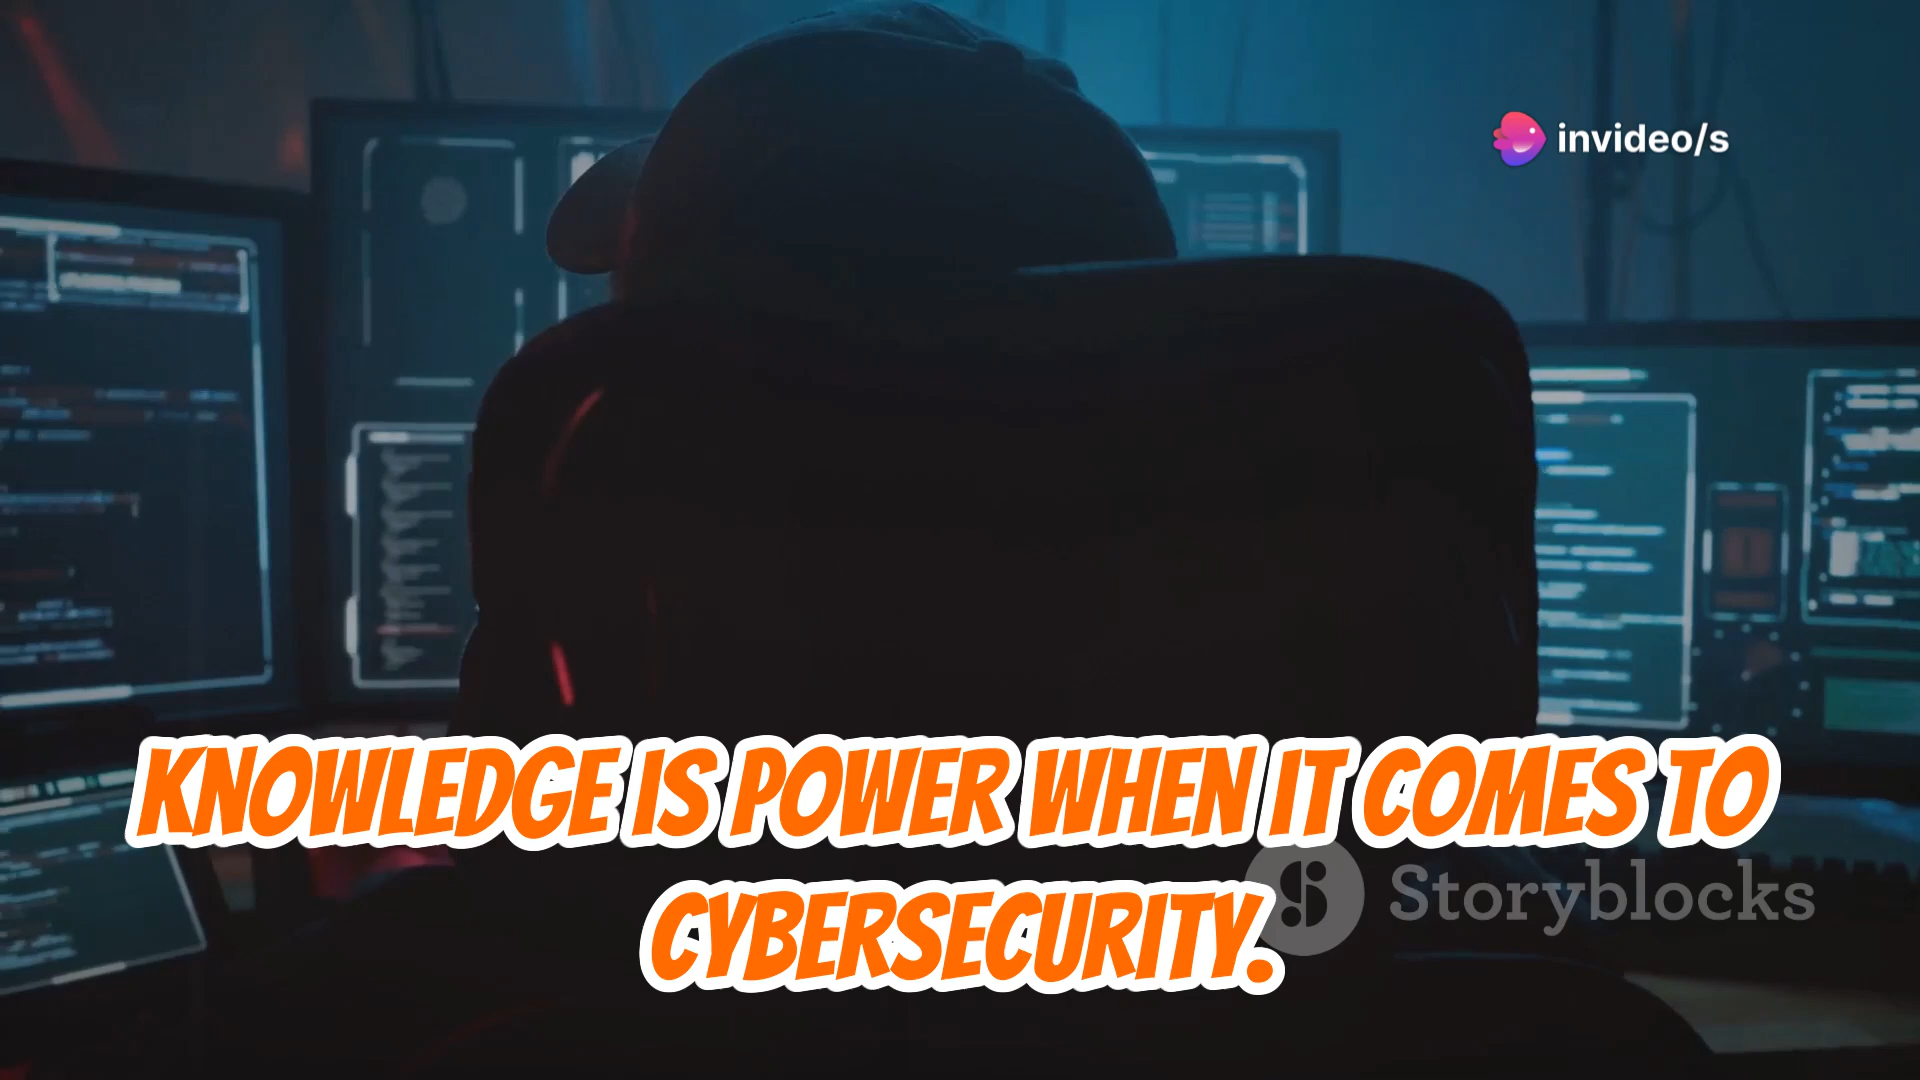 invideo/s
KNOWLEDGE IS POWER WHEN IT COMES TO
CYBERSECURITY.
Storyblocks